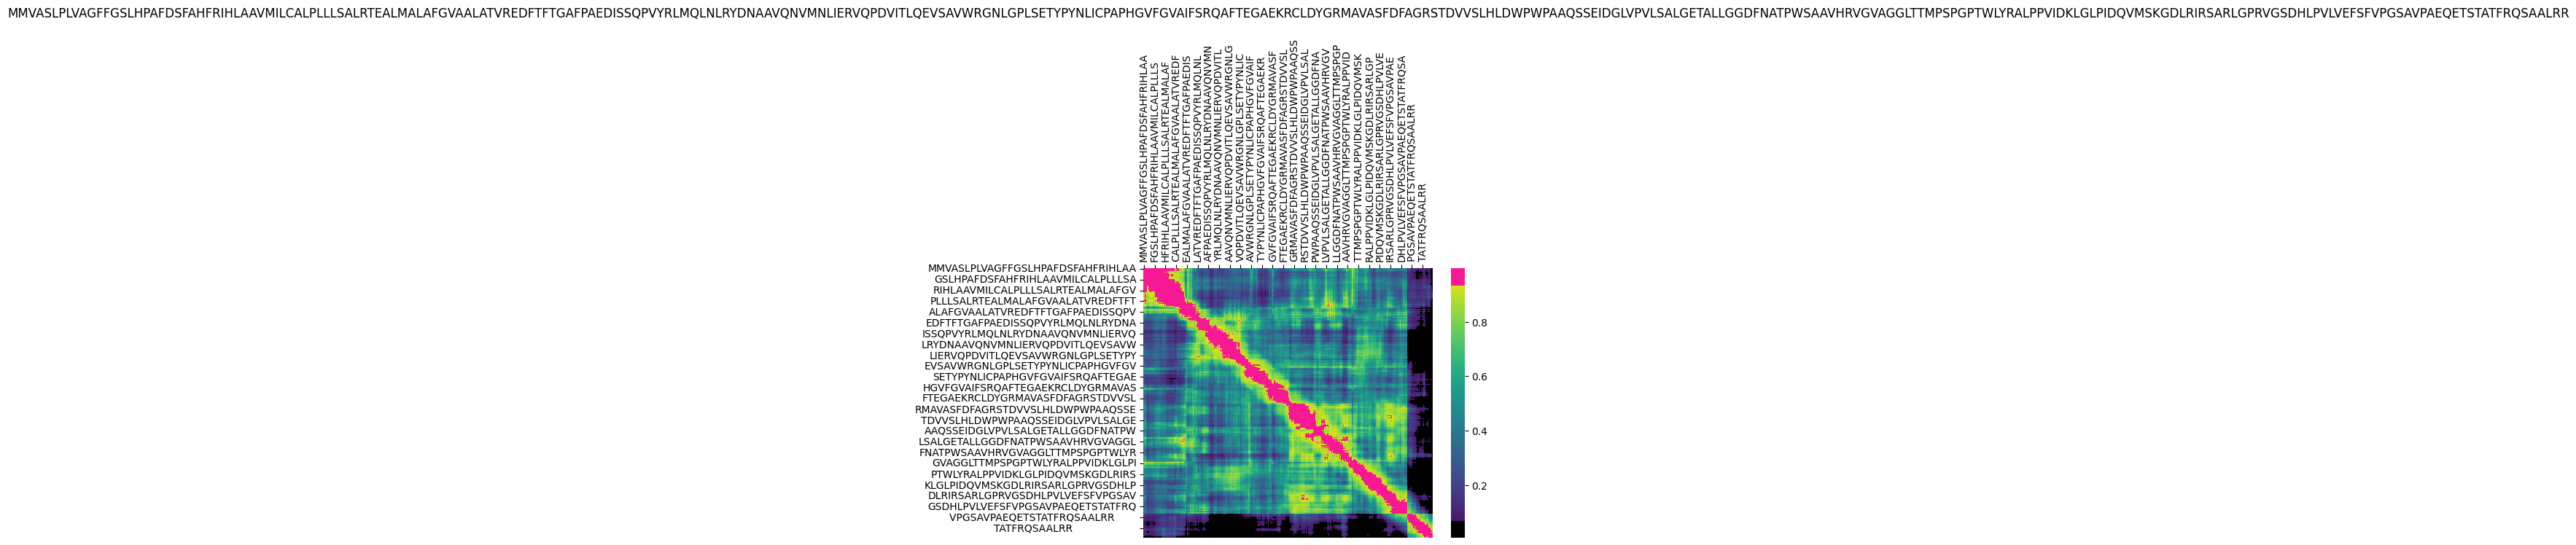 MMVASLPLVAGFFGSLHPAFDSFAHFRIHLAAVMILCALPLLLSALRTEALMALAFGVAALATVREDFTFTGAFPAEDISSQPVYRLMQLNLRYDNAAVQNVMNLIERVQPDVITLQEVSAVWRGNLGPLSETYPYNLICPAPHGVFGVAIFSRQAFTEGAEKRCLDYGRMAVASFDFAGRSTDVVSLHLDWPWPAAQSSEIDGLVPVLSALGETALLGGDFNATPWSAAVHRVGVAGGLTTMPSPGPTWLYRALPPVIDKLGLPIDQVMSKGDLRIRSARLGPRVGSDHLPVLVEFSFVPGSAVPAEQETSTATFRQSAALRR
MMVASLPLVAGFFGSLHPAFDSFAHFRIHLAA
FGSLHPAFDSFAHFRIHLAAVMILCALPLLLS
HFRIHLAAVMILCALPLLLSALRTEALMALAF
CALPLLLSALRTEALMALAFGVAALATVREDF
EALMALAFGVAALATVREDFTFTGAFPAEDIS
LATVREDFTFTGAFPAEDISSQPVYRLMQLNL
AFPAEDISSQPVYRLMQLNLRYDNAAVQNVMN
YRLMQLNLRYDNAAVQNVMNLIERVQPDVITL
AAVQNVMNLIERVQPDVITLQEVSAVWRGNLG
VQPDVITLQEVSAVWRGNLGPLSETYPYNLIC
AVWRGNLGPLSETYPYNLICPAPHGVFGVAIF
TYPYNLICPAPHGVFGVAIFSRQAFTEGAEKR
GVFGVAIFSRQAFTEGAEKRCLDYGRMAVASF
FTEGAEKRCLDYGRMAVASFDFAGRSTDVVSL
GRMAVASFDFAGRSTDVVSLHLDWPWPAAQSS
RSTDVVSLHLDWPWPAAQSSEIDGLVPVLSAL
PWPAAQSSEIDGLVPVLSALGETALLGGDFNA
LVPVLSALGETALLGGDFNATPWSAAVHRVGV
LLGGDFNATPWSAAVHRVGVAGGLTTMPSPGP
AAVHRVGVAGGLTTMPSPGPTWLYRALPPVID
TTMPSPGPTWLYRALPPVIDKLGLPIDQVMSK
RALPPVIDKLGLPIDQVMSKGDLRIRSARLGP
PIDQVMSKGDLRIRSARLGPRVGSDHLPVLVE
IRSARLGPRVGSDHLPVLVEFSFVPGSAVPAE
DHLPVLVEFSFVPGSAVPAEQETSTATFRQSA
PGSAVPAEQETSTATFRQSAALRR
TATFRQSAALRR
MMVASLPLVAGFFGSLHPAFDSFAHFRIHLAA
GSLHPAFDSFAHFRIHLAAVMILCALPLLLSA
RIHLAAVMILCALPLLLSALRTEALMALAFGV
PLLLSALRTEALMALAFGVAALATVREDFTFT
ALAFGVAALATVREDFTFTGAFPAEDISSQPV
EDFTFTGAFPAEDISSQPVYRLMQLNLRYDNA
ISSQPVYRLMQLNLRYDNAAVQNVMNLIERVQ
LRYDNAAVQNVMNLIERVQPDVITLQEVSAVW
LIERVQPDVITLQEVSAVWRGNLGPLSETYPY
EVSAVWRGNLGPLSETYPYNLICPAPHGVFGV
SETYPYNLICPAPHGVFGVAIFSRQAFTEGAE
HGVFGVAIFSRQAFTEGAEKRCLDYGRMAVAS
FTEGAEKRCLDYGRMAVASFDFAGRSTDVVSL
RMAVASFDFAGRSTDVVSLHLDWPWPAAQSSE
TDVVSLHLDWPWPAAQSSEIDGLVPVLSALGE
AAQSSEIDGLVPVLSALGETALLGGDFNATPW
LSALGETALLGGDFNATPWSAAVHRVGVAGGL
FNATPWSAAVHRVGVAGGLTTMPSPGPTWLYR
GVAGGLTTMPSPGPTWLYRALPPVIDKLGLPI
PTWLYRALPPVIDKLGLPIDQVMSKGDLRIRS
KLGLPIDQVMSKGDLRIRSARLGPRVGSDHLP
DLRIRSARLGPRVGSDHLPVLVEFSFVPGSAV
GSDHLPVLVEFSFVPGSAVPAEQETSTATFRQ
VPGSAVPAEQETSTATFRQSAALRR
TATFRQSAALRR
0.8
0.6
0.4
0.2